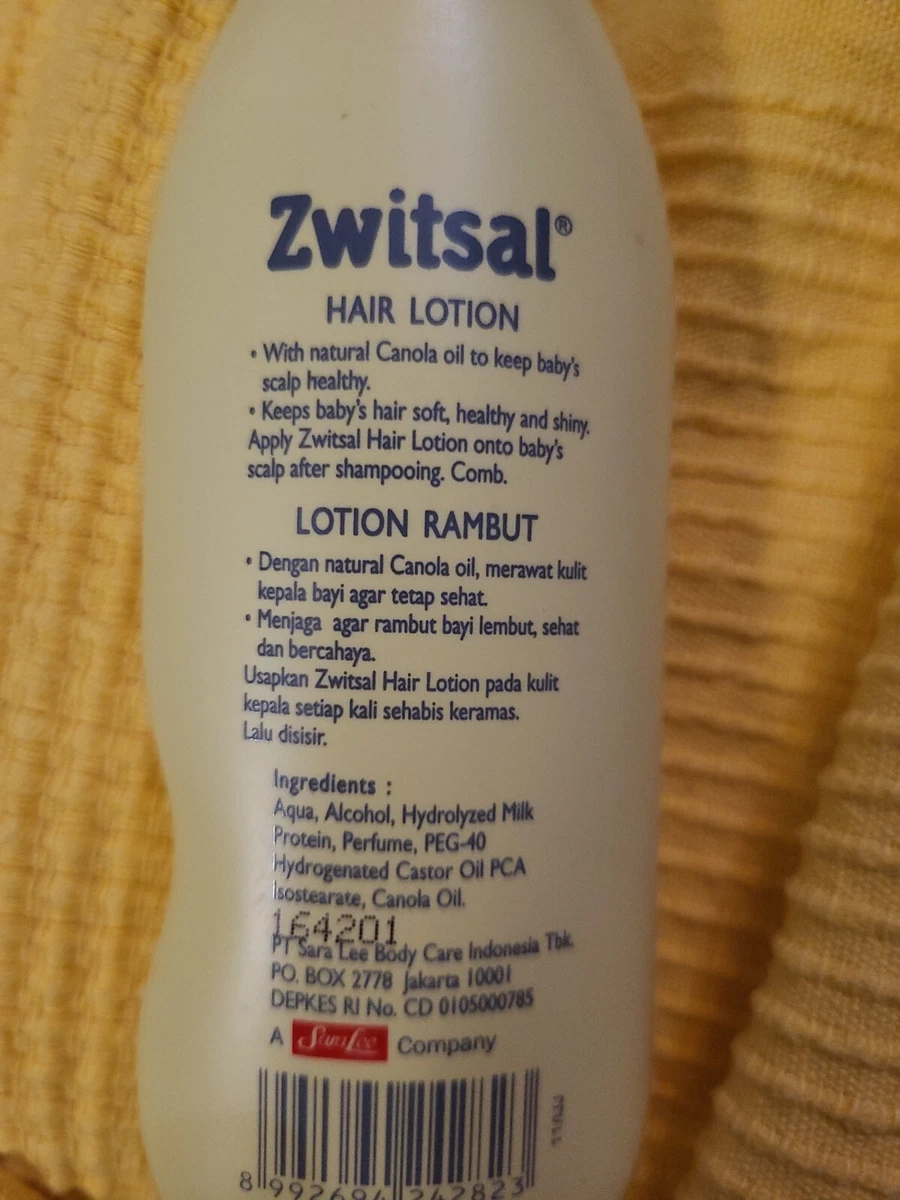 Zwitsal®
HAIR LOTION
• With natural Canola oil to keep baby's
scalp healthy.
• Keeps baby's hair soft, healthy and shiny.
Apply Zwitsal Hair Lotion onto baby's
scalp after shampooing. Comb.
LOTION RAMBUT
• Dengan natural Canola oil, merawat kulit
kepala bayi agar tetap sehat.
• Menjaga agar rambut bayi lembut, sehat
dan bercahaya.
Usapkan Zwitsal Hair Lotion pada kulit
kepala setiap kali sehabis keramas.
Lalu disisir.
Ingredients :
Aqua, Alcohol, Hydrolyzed Milk
Protein, Perfume, PEG-40
Hydrogenated Castor Oil PCA
Isostearate, Canola Oil.
164201
PT Sara Lee Body Care Indonesia Tbk.
PO. BOX 2778 Jakarta 10001
DEPKES RI No. CD 0105000785
A Sara Lee Company
8 992694 242823